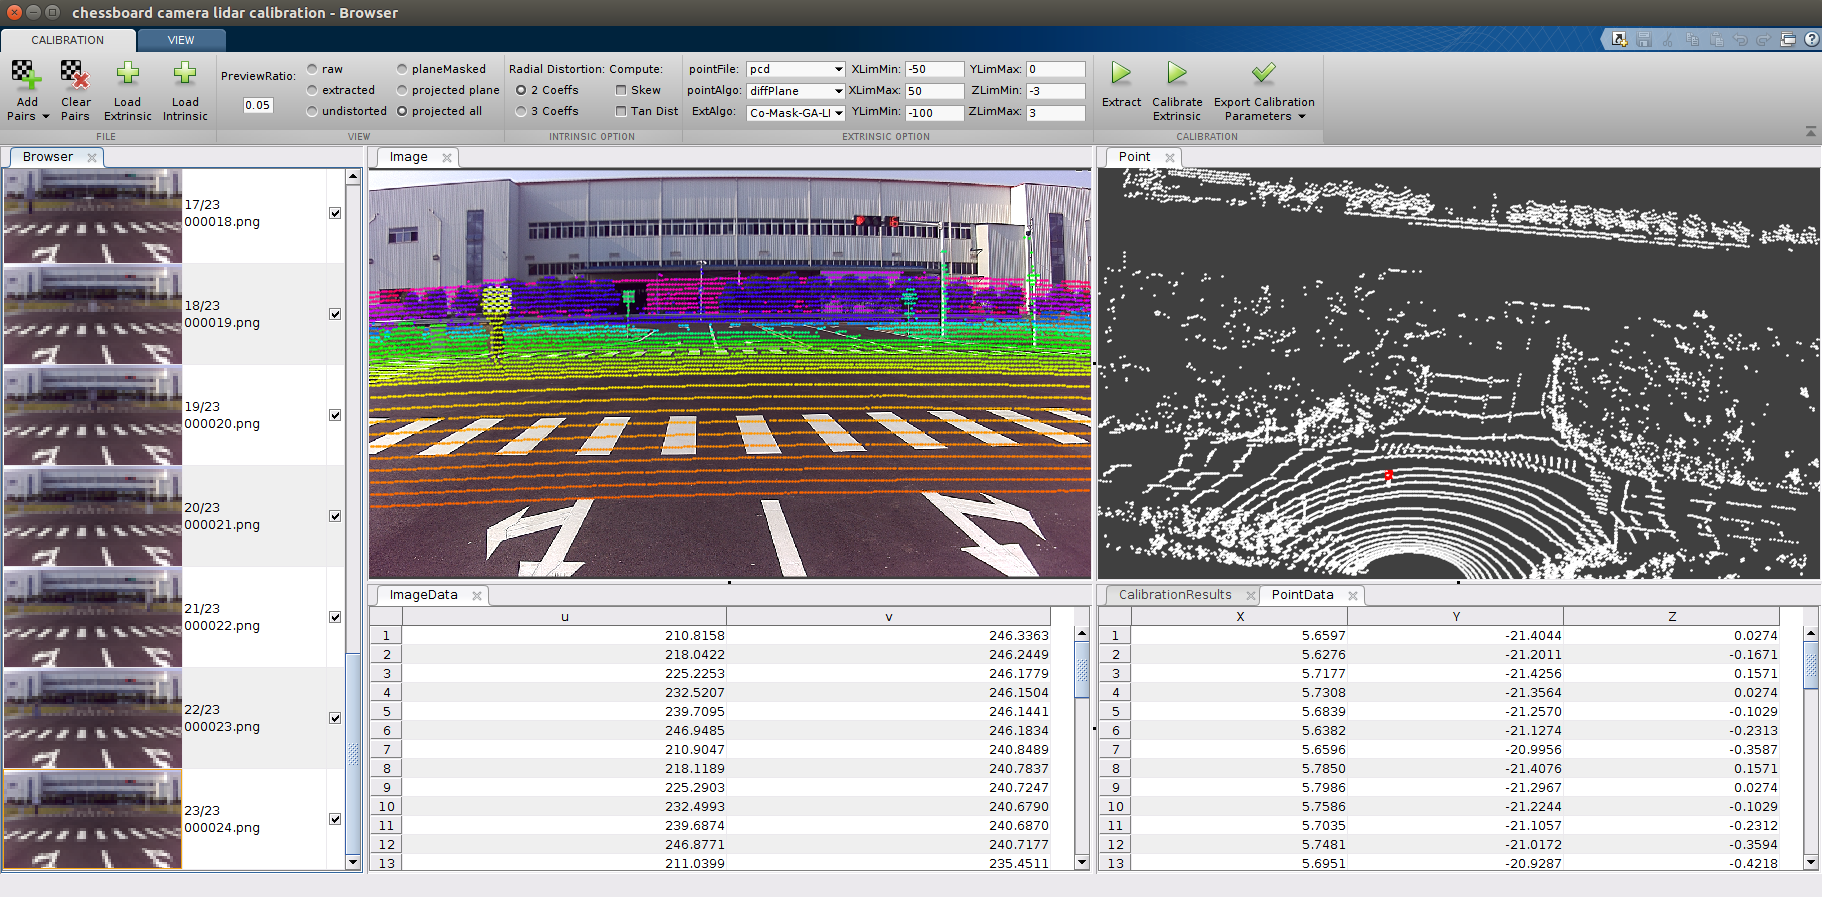 chessboard camera lidar calibration - Browser
CALIBRATION VIEW
Add Pairs
Clear Pairs
Load Extrinsic
Load Intrinsic
FILE
PreviewRatio:
0.05
raw
extracted
undistorted
planeMasked
projected plane
projected all
VIEW
Radial Distortion: Compute:
2 Coeffs Skew
3 Coeffs Tan Dist
INTRINSIC OPTION
pointFile: pcd XLimMin: -50 YLimMax: 0
pointAlgo: diffPlane XLimMax: 50 ZLimMin: -3
ExtAlgo: Co-Mask-GA-LI YLimMin: -100 ZLimMax: 3
EXTRINSIC OPTION
Extract
Calibrate Extrinsic
Export Calibration Parameters
CALIBRATION
Browser
17/23
000018.png
18/23
000019.png
19/23
000020.png
20/23
000021.png
21/23
000022.png
22/23
000023.png
23/23
000024.png
Image
Point
ImageData
u v
1 210.8158 246.3363
2 218.0422 246.2449
3 225.2253 246.1779
4 232.5207 246.1504
5 239.7095 246.1441
6 246.9485 246.1834
7 210.9047 240.8489
8 218.1189 240.7837
9 225.2903 240.7247
10 232.4993 240.6790
11 239.6874 240.6870
12 246.8771 240.7177
13 211.0399 235.4511
CalibrationResults PointData
X Y Z
1 5.6597 -21.4044 0.0274
2 5.6276 -21.2011 -0.1671
3 5.7177 -21.4256 0.1571
4 5.7308 -21.3564 0.0274
5 5.6839 -21.2570 -0.1029
6 5.6382 -21.1274 -0.2313
7 5.6596 -20.9956 -0.3587
8 5.7850 -21.4076 0.1571
9 5.7986 -21.2967 0.0274
10 5.7586 -21.2244 -0.1029
11 5.7035 -21.1057 -0.2312
12 5.7481 -21.0172 -0.3594
13 5.6951 -20.9287 -0.4218